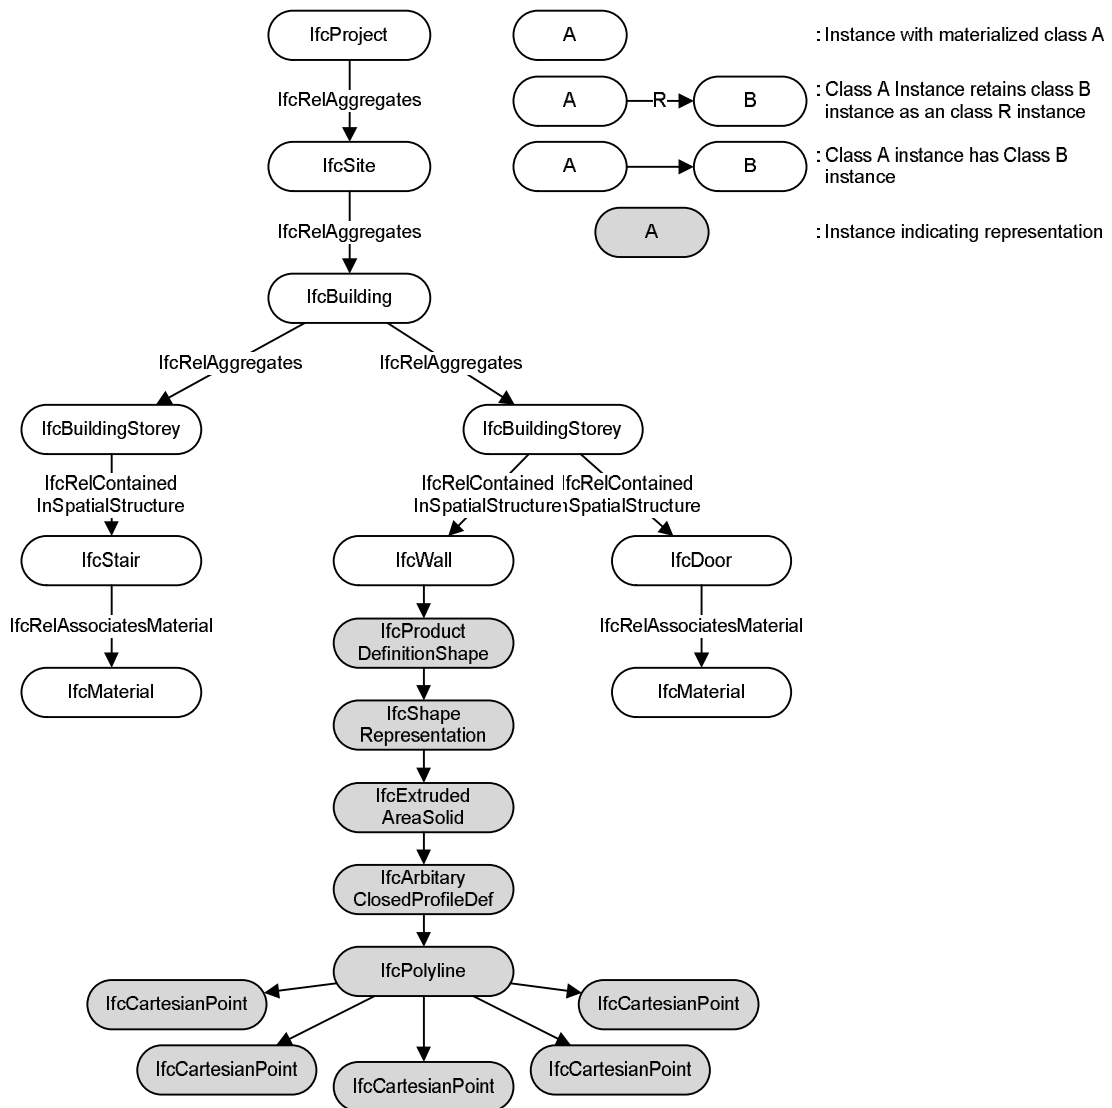 IfcProject
A
: Instance with materialized class A
IfcRelAggregates
A
R
B
: Class A Instance retains class B
instance as an class R instance
IfcSite
A
B
: Class A instance has Class B
instance
IfcRelAggregates
A
: Instance indicating representation
IfcBuilding
IfcRelAggregates
IfcRelAggregates
IfcBuildingStorey
IfcBuildingStorey
IfcRelContained
InSpatialStructure
IfcRelContained
InSpatialStructure
IfcRelContained
InSpatialStructure
IfcStair
IfcWall
IfcDoor
IfcRelAssociatesMaterial
IfcProduct
DefinitionShape
IfcRelAssociatesMaterial
IfcMaterial
IfcMaterial
IfcShape
Representation
IfcExtruded
AreaSolid
IfcArbitary
ClosedProfileDef
IfcPolyline
IfcCartesianPoint
IfcCartesianPoint
IfcCartesianPoint
IfcCartesianPoint
IfcCartesianPoint